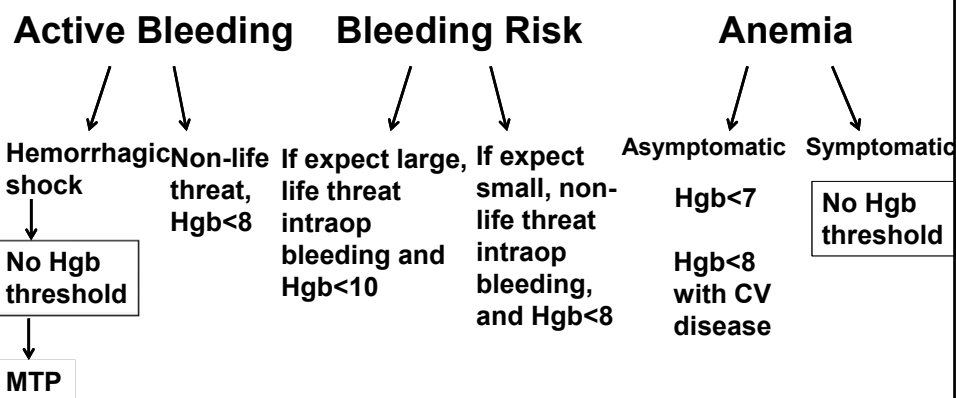 Active Bleeding
Hemorrhagic
shock
No Hgb
threshold
MTP
Non-life
threat,
Hgb<8
Bleeding Risk
If expect large,
life threat
intraop
bleeding and
Hgb<10
If expect
small, non-
life threat
intraop
bleeding,
and Hgb<8
Anemia
Asymptomatic
Hgb<7
Hgb<8
with CV
disease
Symptomatic
No Hgb
threshold